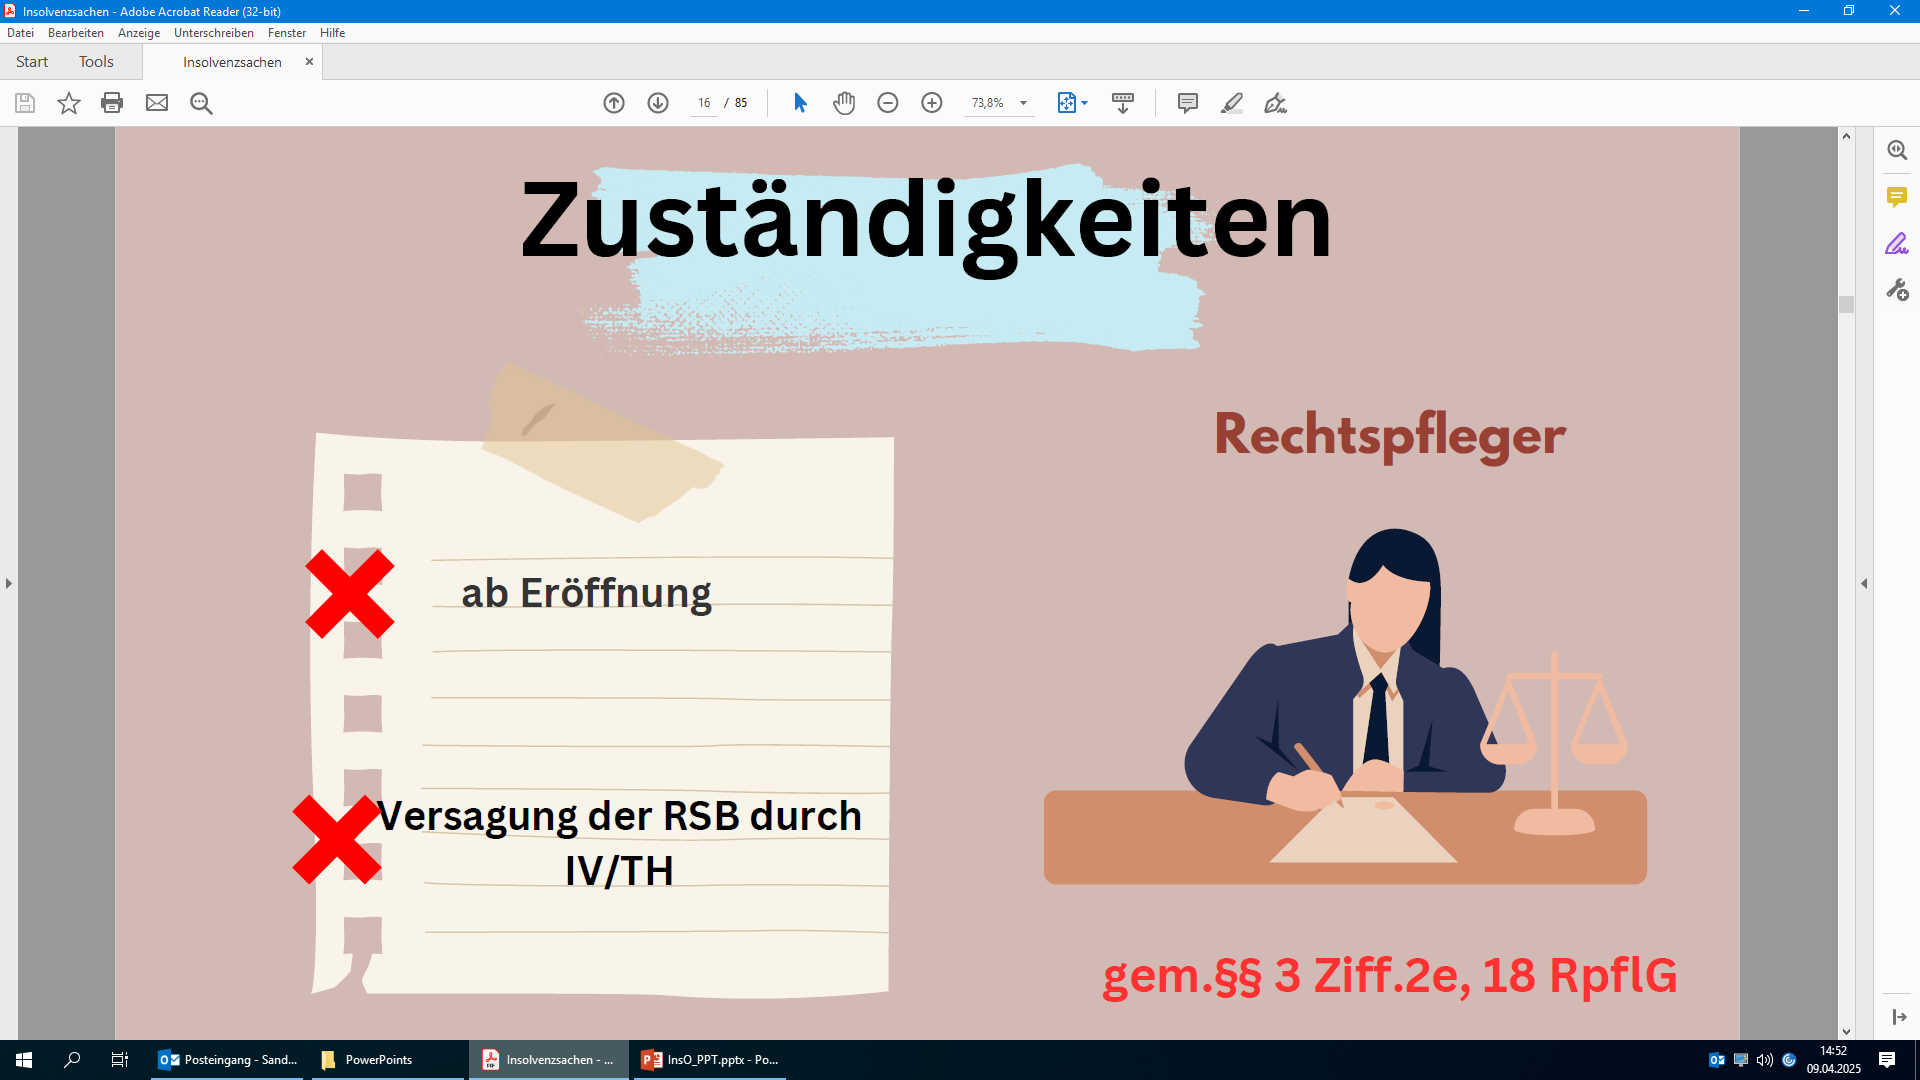 Insolvenzsachen - Adobe Acrobat Reader (32-bit)
Datei Bearbeiten Anzeige Unterschreiben Fenster Hilfe
Start Tools Insolvenzsachen
16 / 85 73,8%
Zuständigkeiten
Rechtspfleger
ab Eröffnung
Versagung der RSB durch
IV/TH
gem.§§ 3 Ziff.2e, 18 RpflG
Posteingang - Sand... PowerPoints Insolvenzsachen - ... InsO_PPT.pptx - Po...
14:52
09.04.2025